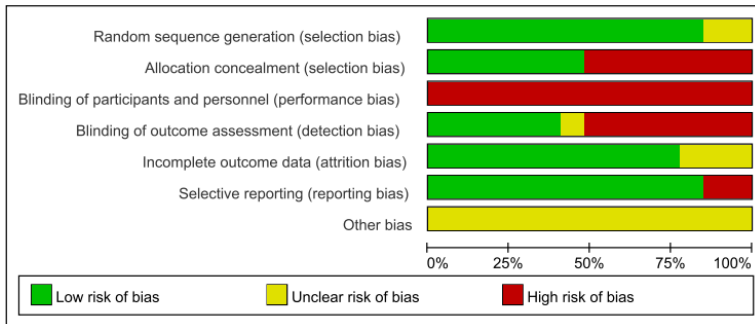 Random sequence generation (selection bias)
Allocation concealment (selection bias)
Blinding of participants and personnel (performance bias)
Blinding of outcome assessment (detection bias)
Incomplete outcome data (attrition bias)
Selective reporting (reporting bias)
Other bias
0% 25% 50% 75% 100%
Low risk of bias Unclear risk of bias High risk of bias